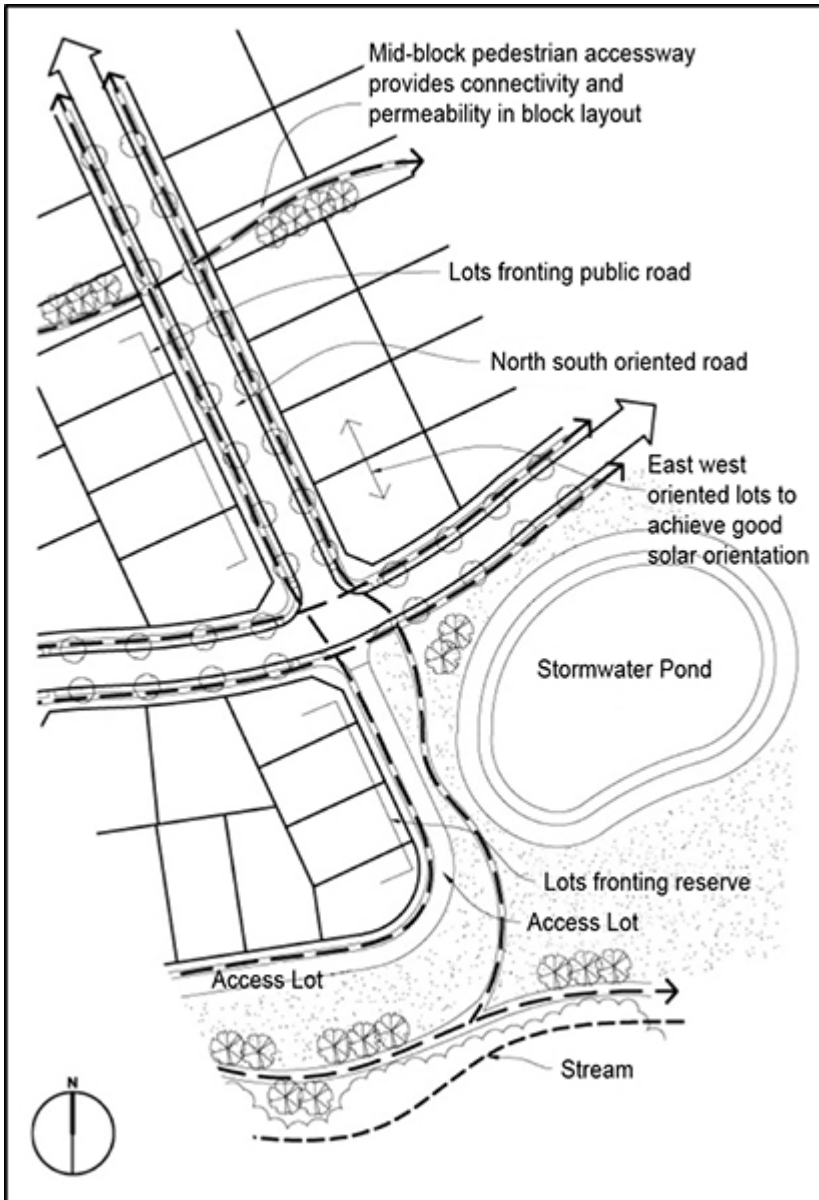 Mid-block pedestrian accessway
provides connectivity and
permeability in block layout
Lots fronting public road
North south oriented road
East west
oriented lots to
achieve good
solar orientation
Stormwater Pond
Lots fronting reserve
Access Lot
Access Lot
Stream
N